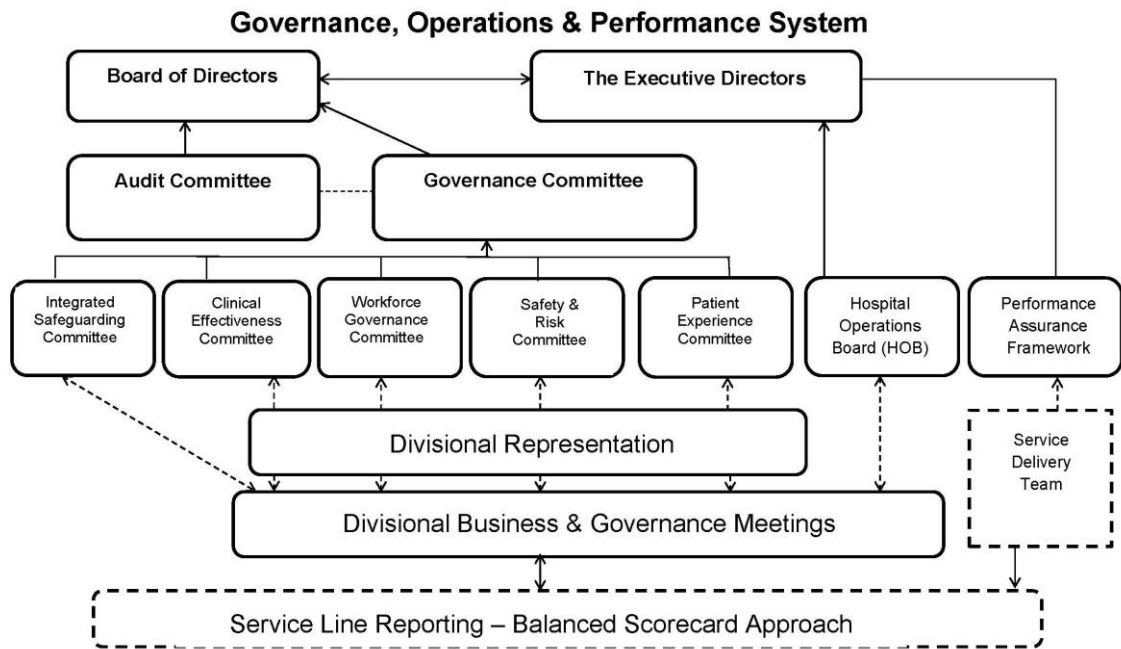 Governance, Operations & Performance System
Board of Directors
The Executive Directors
Audit Committee
Governance Committee
Integrated
Safeguarding
Committee
Clinical
Effectiveness
Committee
Workforce
Governance
Committee
Safety &
Risk
Committee
Patient
Experience
Committee
Hospital
Operations
Board (HOB)
Performance
Assurance
Framework
Divisional Representation
Service
Delivery
Team
Divisional Business & Governance Meetings
Service Line Reporting – Balanced Scorecard Approach